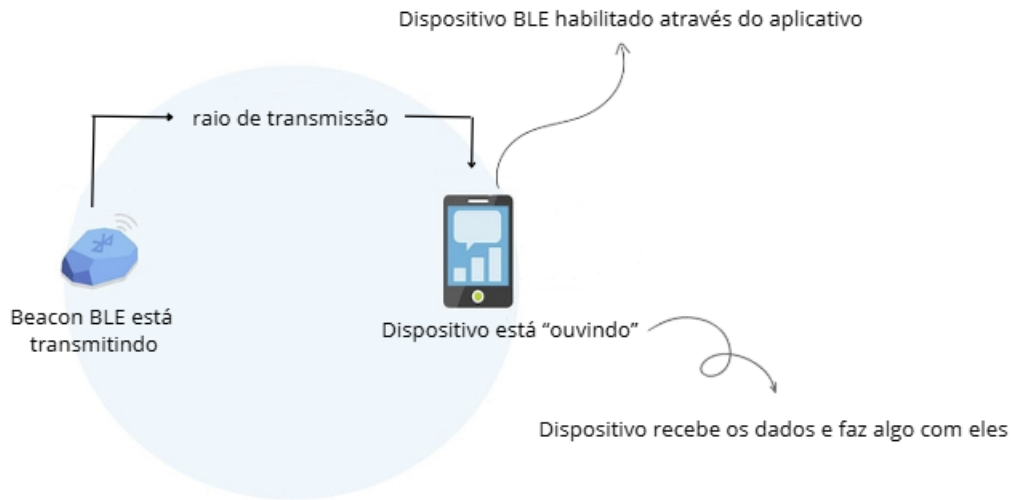 Dispositivo BLE habilitado através do aplicativo
raio de transmissão
Beacon BLE está
transmitindo
Dispositivo está “ouvindo”
Dispositivo recebe os dados e faz algo com eles